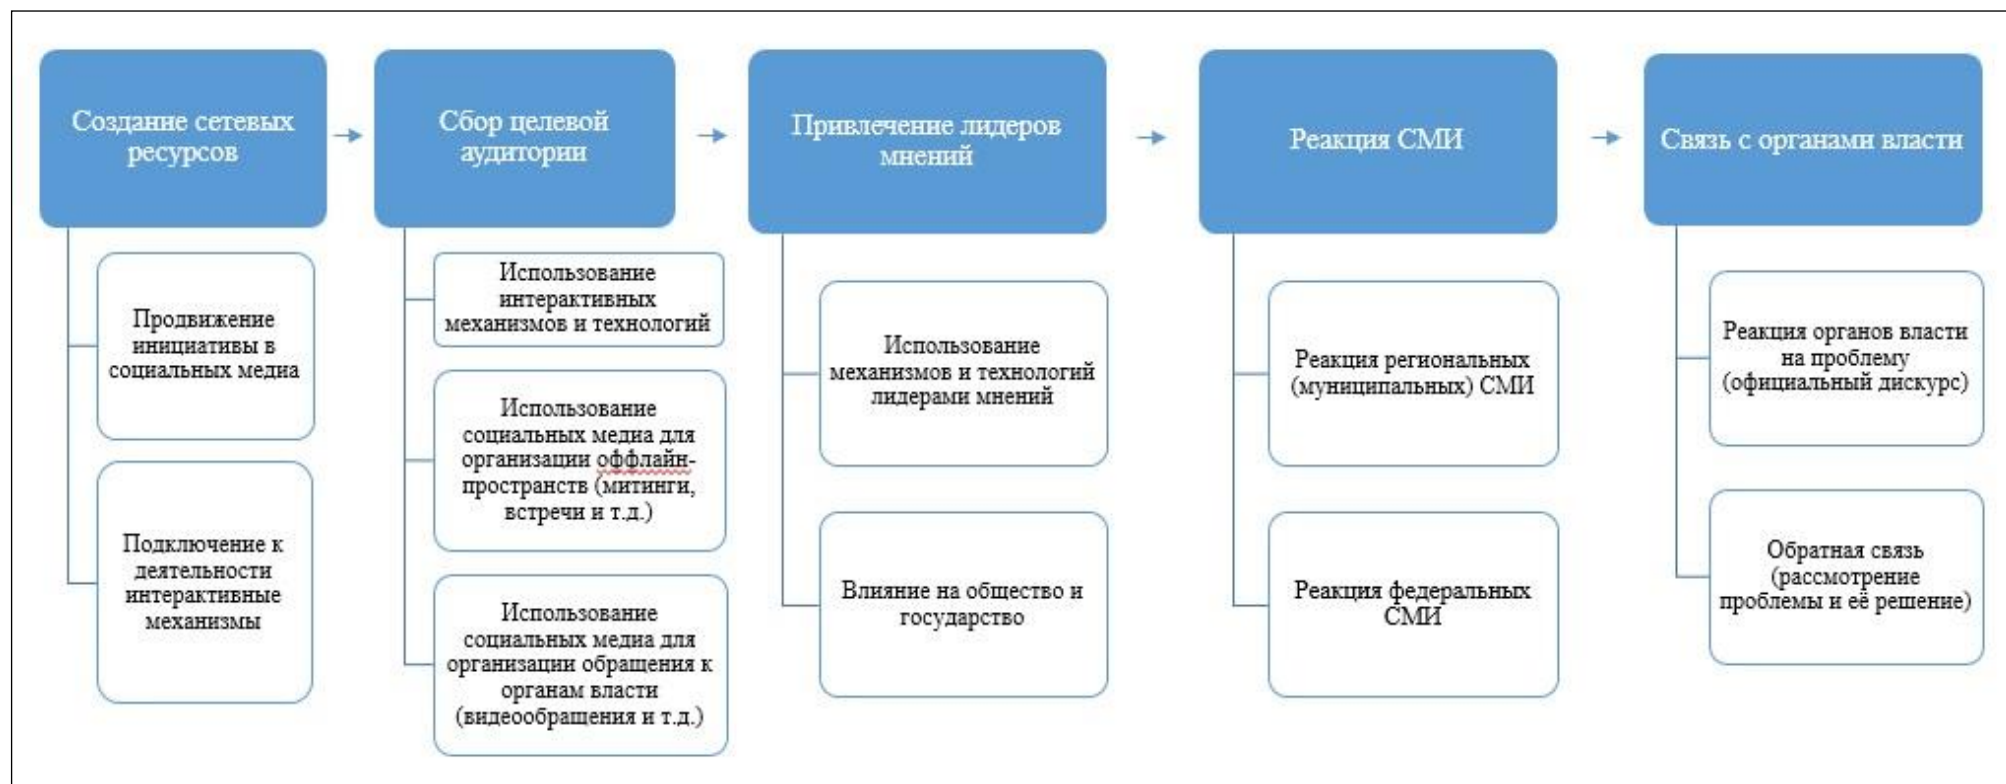 Создание сетевых
ресурсов
Продвижение
инициативы в
социальных медиа
Подключение к
деятельности
интерактивные
механизмы
Сбор целевой
аудитории
Использование
интерактивных
механизмов и технологий
Использование
социальных медиа для
организации оффлайн-
пространств (митинги,
встречи и т.д.)
Использование
социальных медиа для
организации обращения к
органам власти
(видеообращения и т.д.)
Привлечение лидеров
мнений
Использование
механизмов и технологий
лидерами мнений
Влияние на общество и
государство
Реакция СМИ
Реакция региональных
(муниципальных) СМИ
Реакция федеральных
СМИ
Связь с органами власти
Реакция органов власти
на проблему
(официальный дискурс)
Обратная связь
(рассмотрение
проблемы и её решение)